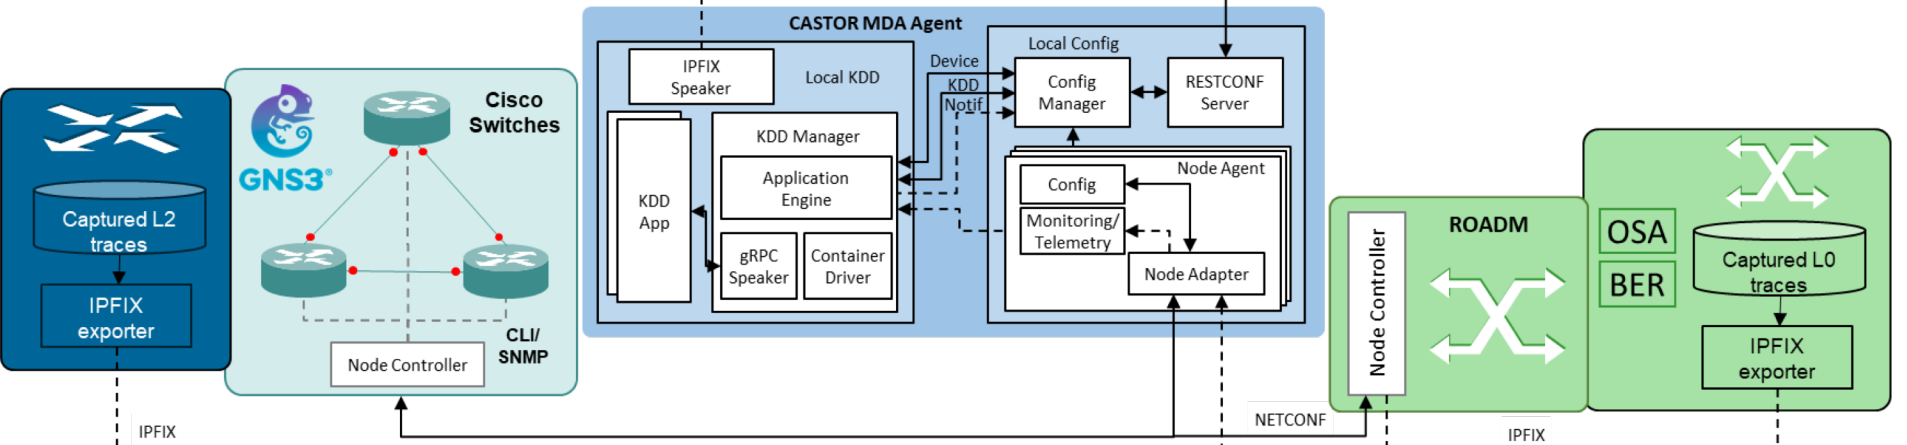 Captured L2
traces
IPFIX
exporter
IPFIX
GNS3®
Cisco
Switches
CLI/
SNMP
Node Controller
CASTOR MDA Agent
IPFIX
Speaker
Local KDD
KDD
App
KDD Manager
Application
Engine
gRPC
Speaker
Container
Driver
Device
KDD
Notif
Local Config
Config
Manager
RESTCONF
Server
Node Agent
Config
Monitoring/
Telemetry
Node Adapter
NETCONF
Node Controller
ROADM
OSA
BER
Captured L0
traces
IPFIX
exporter
IPFIX